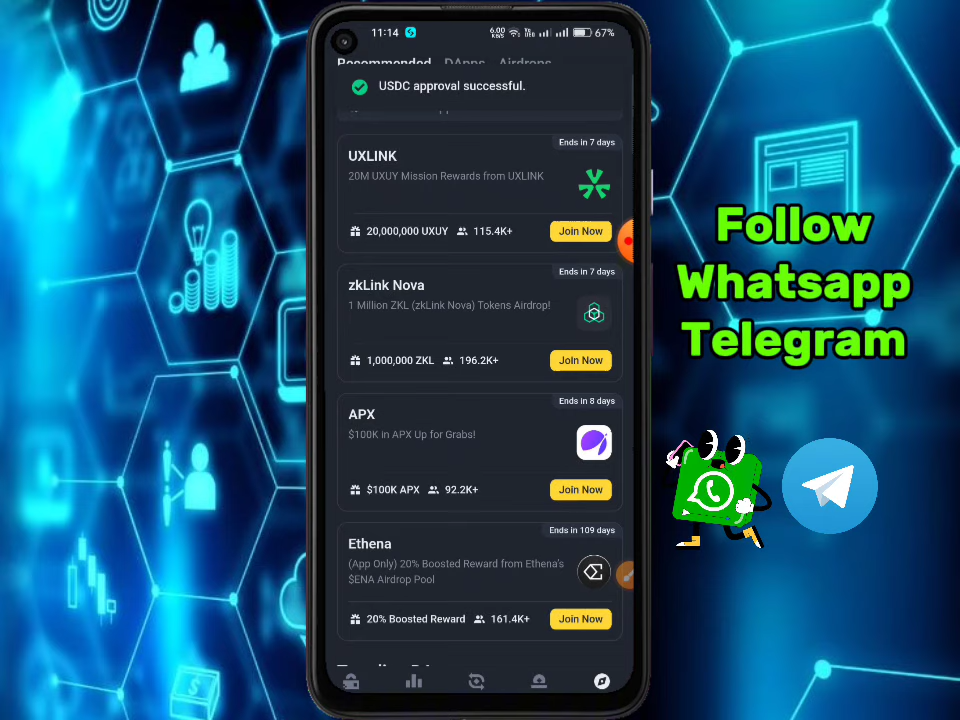 11:14
6.00
KB/S
67%
Recommended DApps Airdrops
USDC approval successful.
Ends in 7 days
UXLINK
20M UXUY Mission Rewards from UXLINK
20,000,000 UXUY 115.4K+ Join Now
Ends in 7 days
zkLink Nova
1 Million ZKL (zkLink Nova) Tokens Airdrop!
1,000,000 ZKL 196.2K+ Join Now
Ends in 8 days
APX
$100K in APX Up for Grabs!
$100K APX 92.2K+ Join Now
Ends in 109 days
Ethena
(App Only) 20% Boosted Reward from Ethena's
$ENA Airdrop Pool
20% Boosted Reward 161.4K+ Join Now
Follow
Whatsapp
Telegram